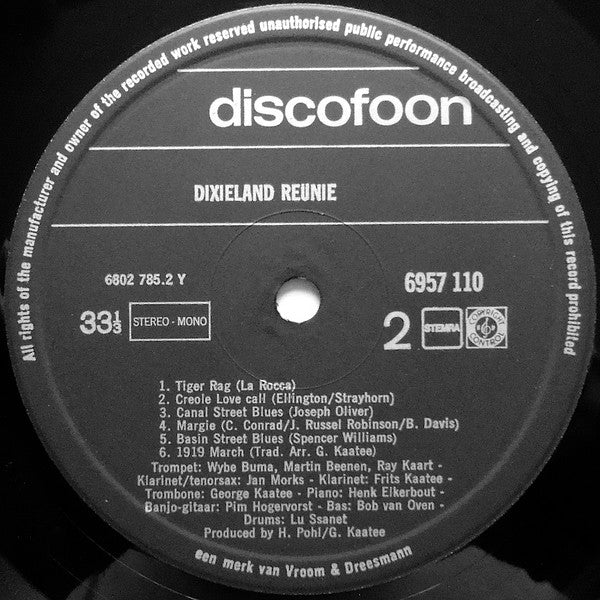 All rights of the manufacturer and owner of the recorded work reserved unauthorised public performance broadcasting and copying of this record prohibited
discofoon
DIXIELAND REÜNIE
6802 785.2 Y
6957 110
33⅓
STEREO - MONO
2
STEMRA
COPYRIGHT CONTROL
1. Tiger Rag (La Rocca)
2. Creole Love call (Ellington/Strayhorn)
3. Canal Street Blues (Joseph Oliver)
4. Margie (C. Conrad/J. Russel Robinson/B. Davis)
5. Basin Street Blues (Spencer Williams)
6. 1919 March (Trad. Arr. G. Kaatee)
Trompet: Wybe Buma, Martin Beenen, Ray Kaart -
Klarinet/tenorsax: Jan Morks - Klarinet: Frits Kaatee -
Trombone: George Kaatee - Piano: Henk Elkerbout -
Banjo-gitaar: Pim Hogervorst - Bas: Bob van Oven -
Drums: Lu Ssanet
Produced by H. Pohl/G. Kaatee
een merk van Vroom & Dreesmann